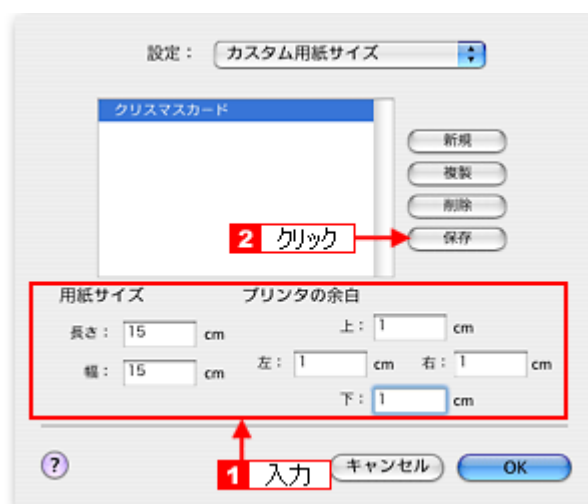 設定： カスタム用紙サイズ
クリスマスカード
新規
複製
削除
2 クリック
保存
用紙サイズ
プリンタの余白
長さ： 15 cm
上： 1 cm
幅： 15 cm
左： 1 cm 右： 1 cm
下： 1 cm
?
1 入力
キャンセル
OK